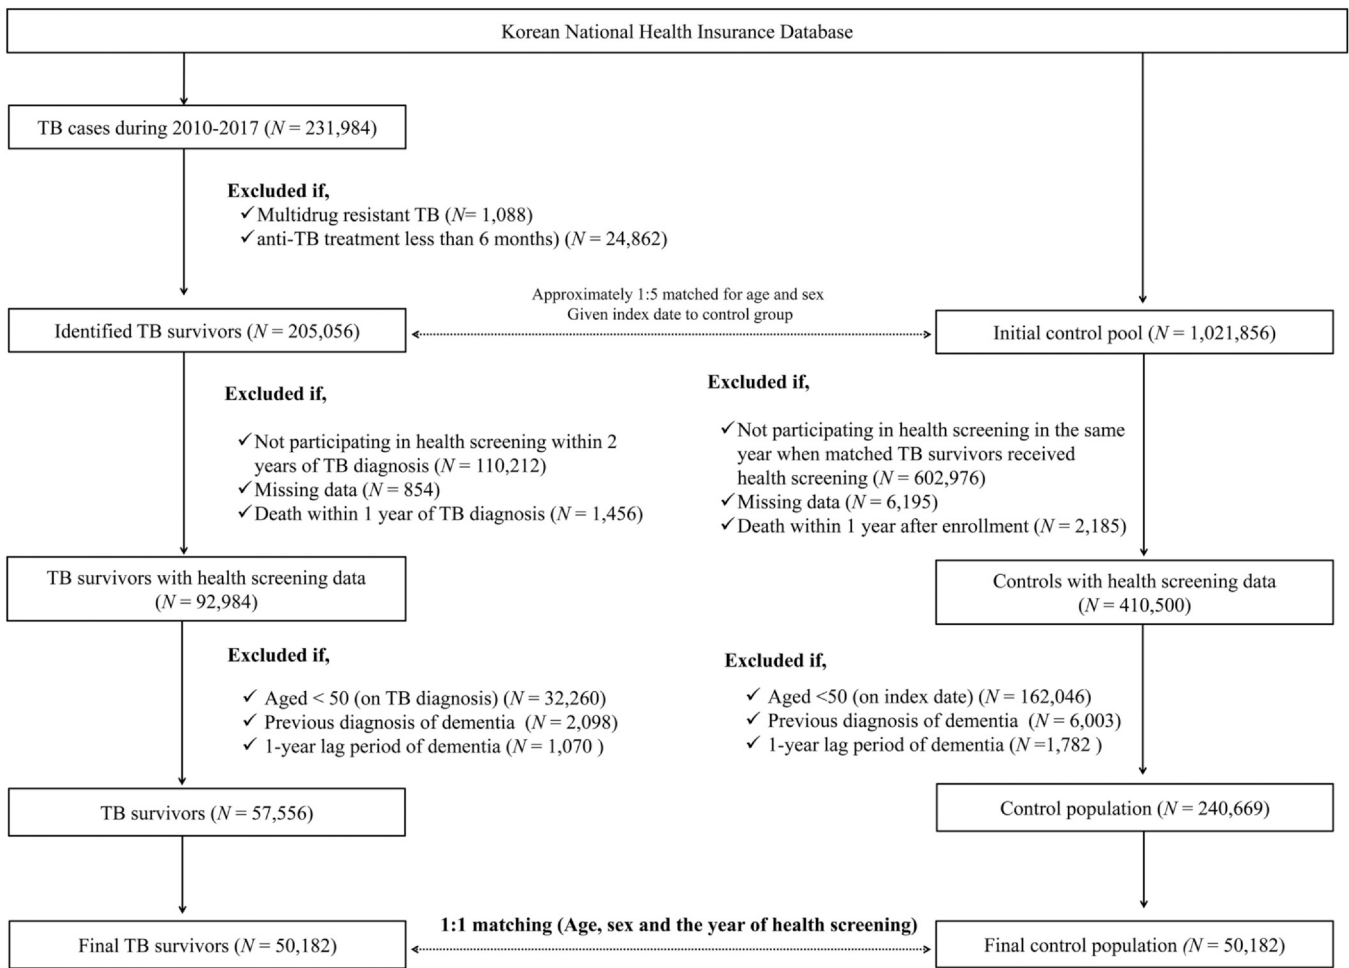 Korean National Health Insurance Database
TB cases during 2010-2017 (N = 231,984)
Excluded if,
✓Multidrug resistant TB (N= 1,088)
✓anti-TB treatment less than 6 months) (N = 24,862)
Approximately 1:5 matched for age and sex
Given index date to control group
Identified TB survivors (N = 205,056)
Initial control pool (N = 1,021,856)
Excluded if,
✓Not participating in health screening within 2
years of TB diagnosis (N = 110,212)
✓Missing data (N = 854)
✓Death within 1 year of TB diagnosis (N = 1,456)
Excluded if,
✓Not participating in health screening in the same
year when matched TB survivors received
health screening (N = 602,976)
✓Missing data (N = 6,195)
✓Death within 1 year after enrollment (N = 2,185)
TB survivors with health screening data
(N = 92,984)
Controls with health screening data
(N = 410,500)
Excluded if,
✓ Aged < 50 (on TB diagnosis) (N = 32,260)
✓ Previous diagnosis of dementia (N = 2,098)
✓ 1-year lag period of dementia (N = 1,070 )
Excluded if,
✓ Aged <50 (on index date) (N = 162,046)
✓ Previous diagnosis of dementia (N = 6,003)
✓ 1-year lag period of dementia (N =1,782 )
TB survivors (N = 57,556)
Control population (N = 240,669)
1:1 matching (Age, sex and the year of health screening)
Final TB survivors (N = 50,182)
Final control population (N = 50,182)